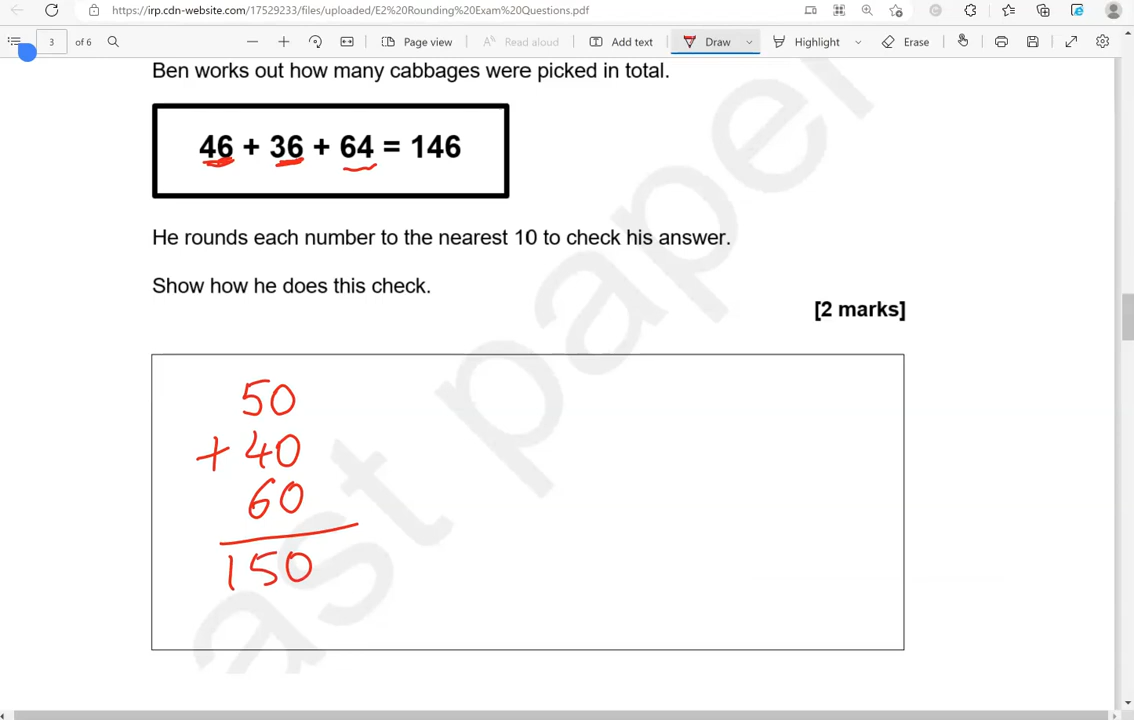 https://irp.cdn-website.com/17529233/files/uploaded/E2%20Rounding%20Exam%20Questions.pdf
3 of 6 Page view Read aloud Add text Draw Highlight Erase
Ben works out how many cabbages were picked in total.
46 + 36 + 64 = 146
He rounds each number to the nearest 10 to check his answer.
Show how he does this check.
[2 marks]
50
+ 40
60
150
ast paper